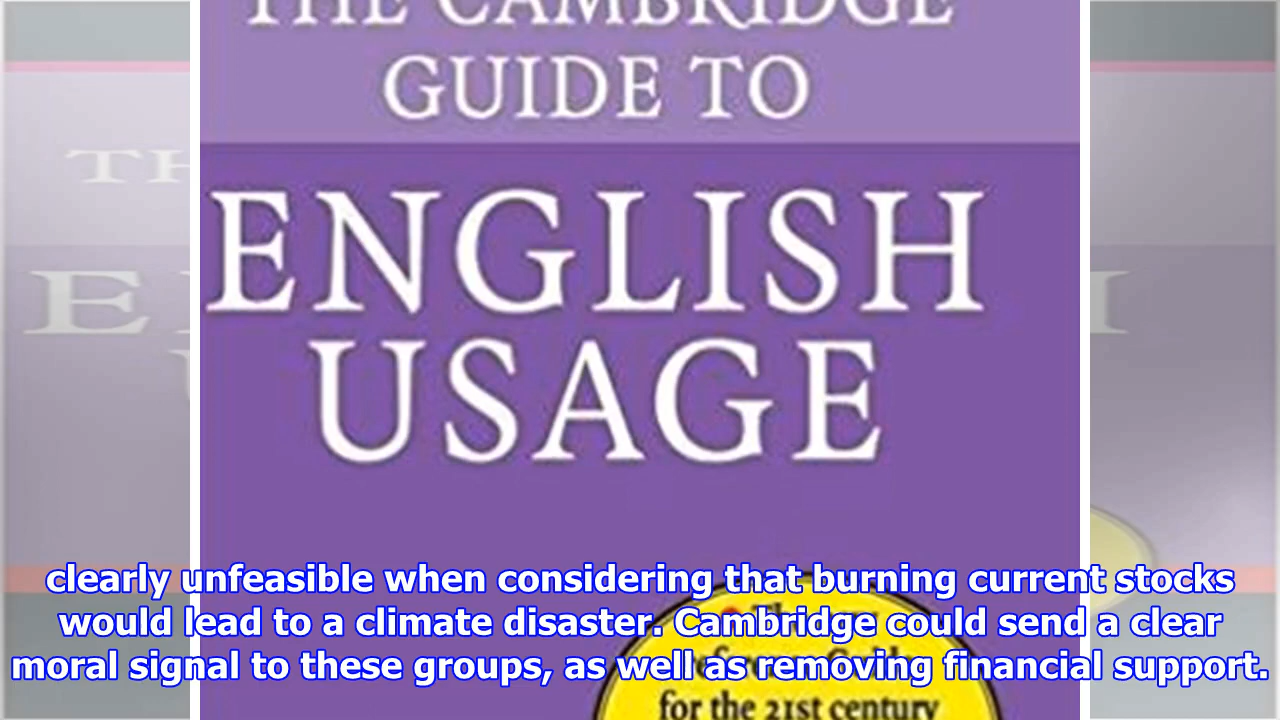 THE CAMBRIDGE
GUIDE TO
ENGLISH
USAGE
clearly unfeasible when considering that burning current stocks
would lead to a climate disaster. Cambridge could send a clear
moral signal to these groups, as well as removing financial support.
for the 21st century